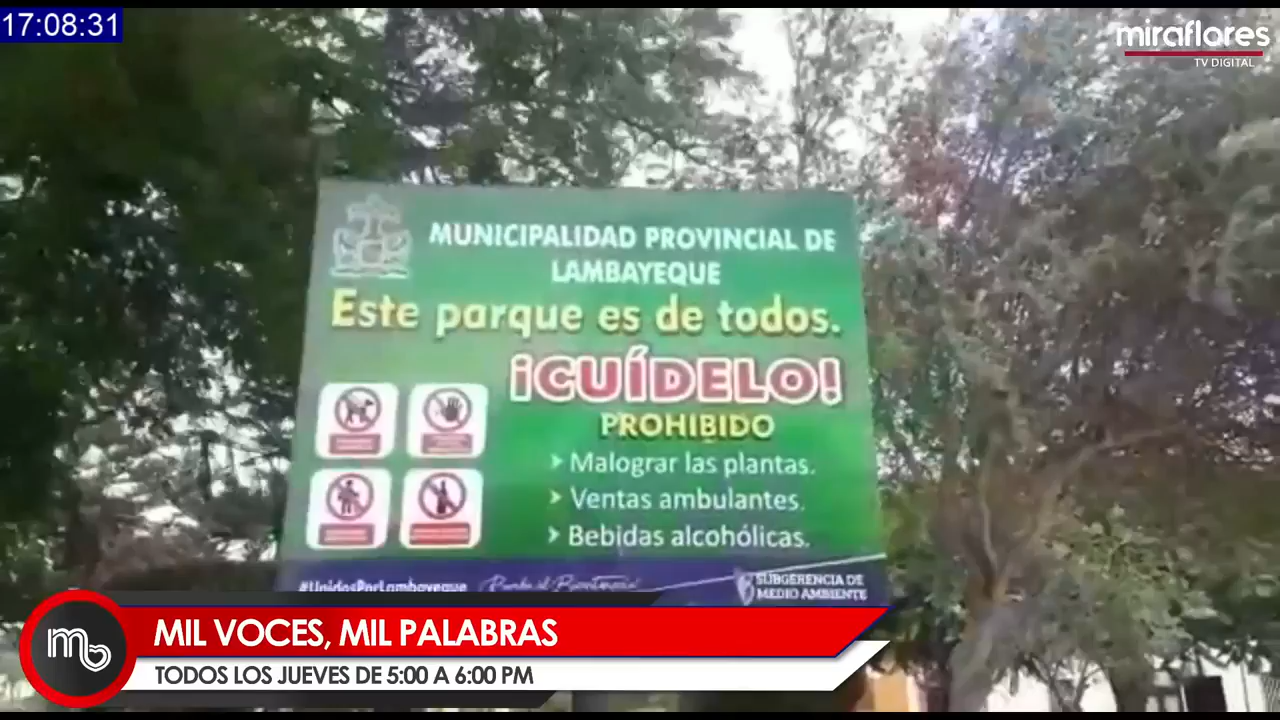 17:08:31
miraflores
TV DIGITAL
MUNICIPALIDAD PROVINCIAL DE
LAMBAYEQUE
Este parque es de todos.
¡CUÍDELO!
PROHIBIDO
Malograr las plantas.
Ventas ambulantes.
Bebidas alcohólicas.
#UnidosPorLambayeque
SUBGERENCIA DE
MEDIO AMBIENTE
MIL VOCES, MIL PALABRAS
TODOS LOS JUEVES DE 5:00 A 6:00 PM